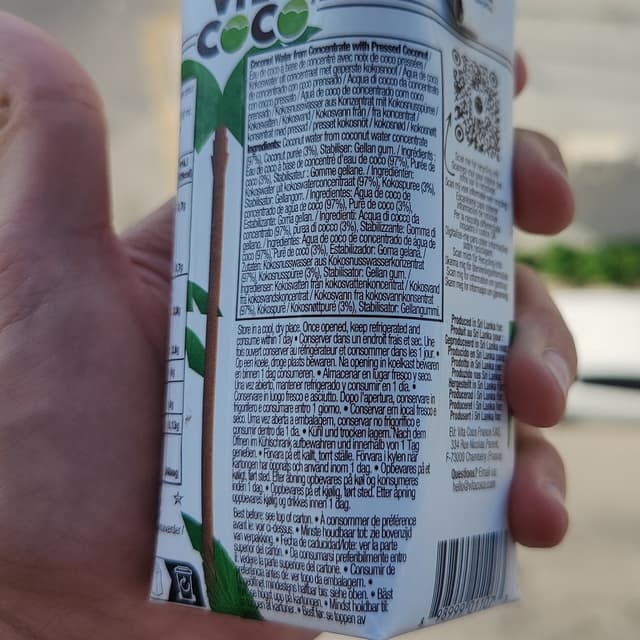 COCO
Coconut Water from Concentrate with Pressed Coconut /
Eau de coco à base de concentré avec noix de coco pressée /
Kokoswater uit concentraat met geperste kokosnoot / Agua de coco
de concentrado con coco prensado / Acqua di cocco da concentrato
con cocco pressato / Água de coco de concentrado com coco
prensado / Kokosnusswasser aus Konzentrat mit Kokosnusspüree /
Kokosvatten / Kokosvand / Kokosvann från / fra koncentrat /
konsentrat med pressad / presset kokosnöt / kokosnød / kokosnøtt
Ingredients: Coconut water from coconut water concentrate
(97%), Coconut purée (3%), Stabiliser: Gellan gum. / Ingrédients :
Eau de coco à base de concentré d'eau de coco (97%), Purée de
coco (3%), Stabilisateur : Gomme gellane. / Ingrediënten:
Kokoswater uit kokoswaterconcentraat (97%), Kokospuree (3%),
Stabilisator: Gellangom. / Ingredientes: Agua de coco de
concentrado de agua de coco (97%), Puré de coco (3%),
Estabilizante: Goma gellan. / Ingredienti: Acqua di cocco da
concentrato (97%), purea di cocco (3%), Stabilizzante: Gomma di
gellano. / Ingredientes: Água de coco de concentrado de água de
coco (97%), Puré de coco (3%), Estabilizador: Goma gelana.
Zutaten: Kokosnusswasser aus Kokosnusswasserkonzentrat
(97%), Kokosnusspüree (3%), Stabilisator: Gellan gum. /
Ingredienser: Kokosvatten från kokosvattenkoncentrat / Kokosvand
fra kokosvandskoncentrat / Kokosvann fra kokosvannkonsentrat
(97%), Kokospuré / Kokosnøttpuré (3%), Stabilisator: Gellangummi.
Store in a cool, dry place. Once opened, keep refrigerated and
consume within 1 day • Conserver dans un endroit frais et sec. Une
fois ouvert conserver au réfrigérateur et consommer dans les 1 jour. •
Op een koele, droge plaats bewaren. Na opening in koelkast bewaren
en binnen 1 dag consumeren. • Almacenar en lugar fresco y seco.
Una vez abierto, mantener refrigerado y consumir en 1 día. •
Conservare in luogo fresco e asciutto. Dopo l'apertura, conservare in
frigorifero e consumare entro 1 giorno. • Conservar em local fresco e
seco. Uma vez aberta a embalagem, conservar no frigorífico e
consumir dentro da 1 dia. • Kühl und trocken lagern. Nach dem
Öffnen im Kühlschrank aufbewahren und innerhalb von 1 Tag
genießen. • Förvara på ett kallt, torrt ställe. Förvara i kylen när
kartongen har öppnats och använd inom 1 dag. • Opbevares på et
køligt, tørt sted. Efter åbning opbevares på køl og konsumeres
inden 1 dag. • Oppbevares på et kjølig, tørt sted. Etter åpning
oppbevares kjølig og drikkes innen 1 dag.
Best before: see top of carton. • À consommer de préférence
avant le: voir ci-dessus. • Minste houdbaar tot: zie bovenzijd
van verpakking. • Fecha de caducidad/lote: ver la parte
superior del cartón. • Da consumarsi preferibilmente entro
vedere la parte superiore del cartone. • Consumir de
preferência antes de: ver topo da embalagem. •
mindestens haltbar bis: siehe oben. • Bäst
högst upp på kartongen. • Mindst holdbar til:
af kartoner. • Best før: se toppen av
Produced in Sri Lanka for:
Produit au Sri Lanka
Geproduceerd in Sri Lanka
Producido en Sri Lanka
Prodotto in Sri Lanka
Produzido no Sri Lanka
Hergestellt in Sri Lanka
Producerad i Sri Lanka
Produceret i Sri Lanka
Produsert i Sri Lanka
EU: Vita Coco France SAS,
334 Rue Nicolas Parent,
F-73000 Chambery (France)
Questions? Email us: